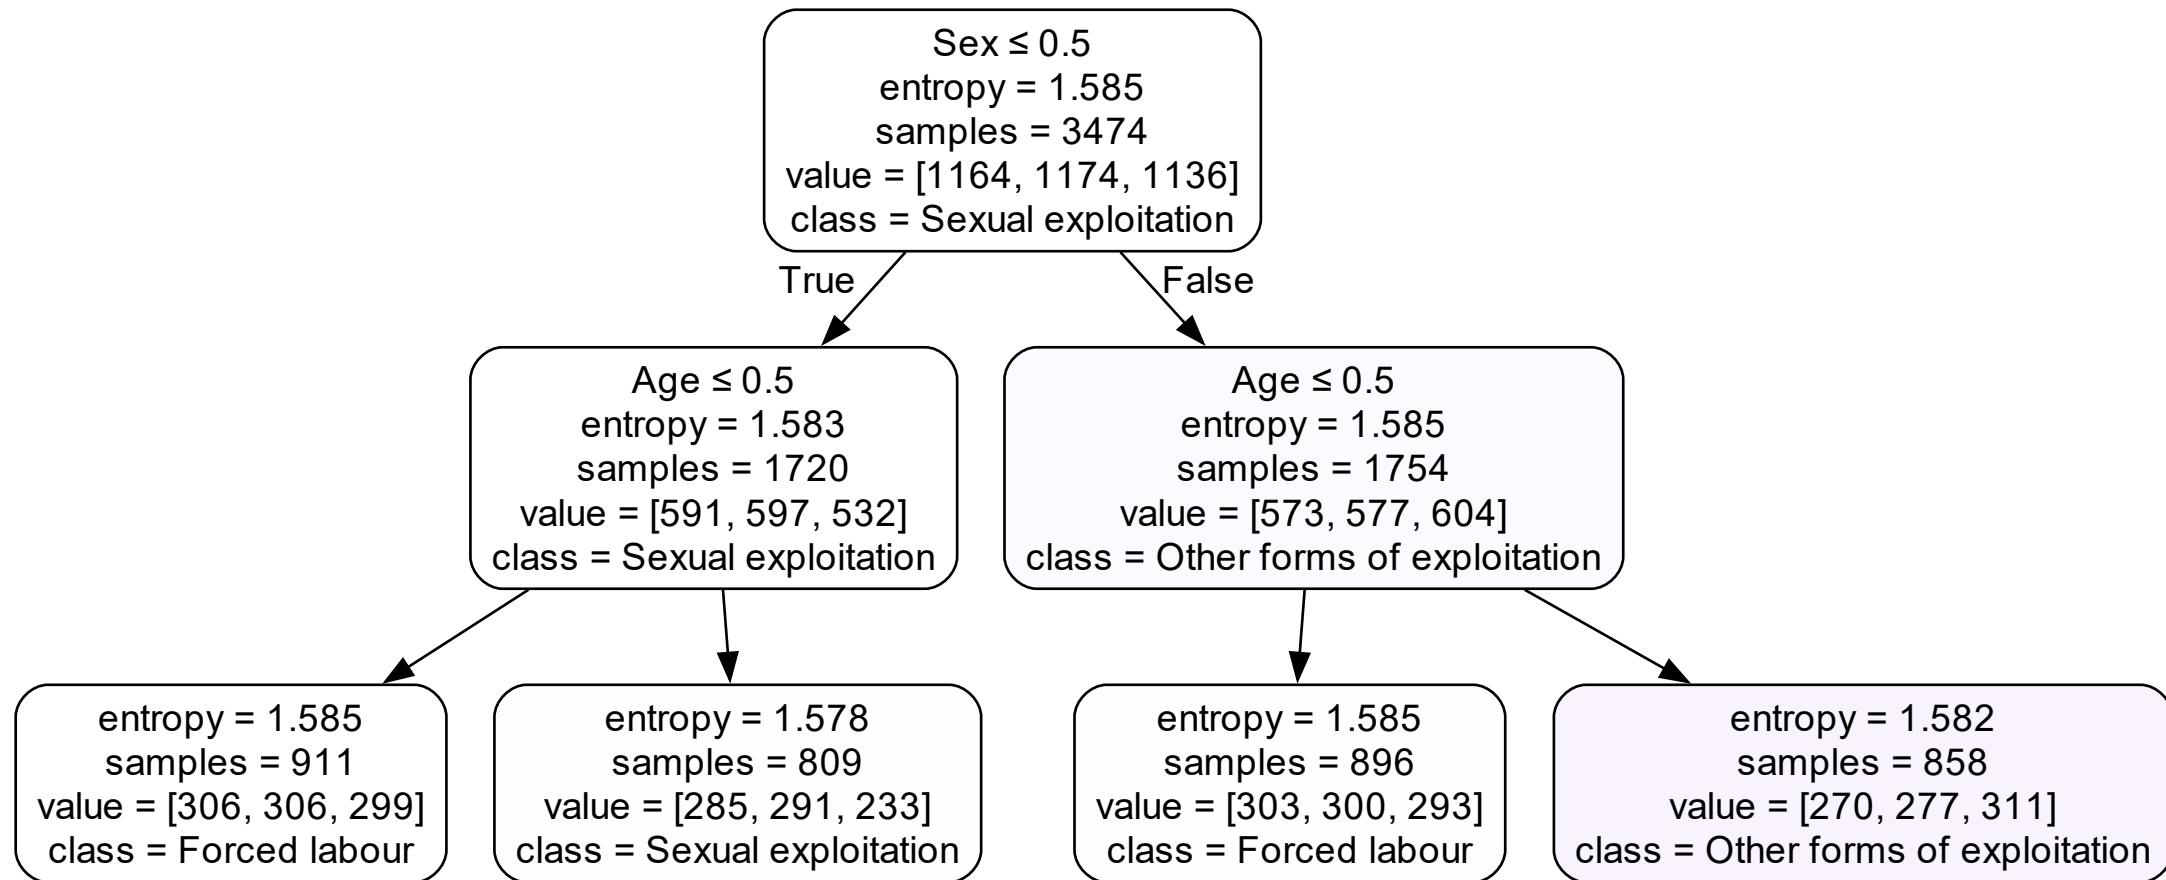 Sex ≤ 0.5
entropy = 1.585
samples = 3474
value = [1164, 1174, 1136]
class = Sexual exploitation
True
False
Age ≤ 0.5
entropy = 1.583
samples = 1720
value = [591, 597, 532]
class = Sexual exploitation
Age ≤ 0.5
entropy = 1.585
samples = 1754
value = [573, 577, 604]
class = Other forms of exploitation
entropy = 1.585
samples = 911
value = [306, 306, 299]
class = Forced labour
entropy = 1.578
samples = 809
value = [285, 291, 233]
class = Sexual exploitation
entropy = 1.585
samples = 896
value = [303, 300, 293]
class = Forced labour
entropy = 1.582
samples = 858
value = [270, 277, 311]
class = Other forms of exploitation